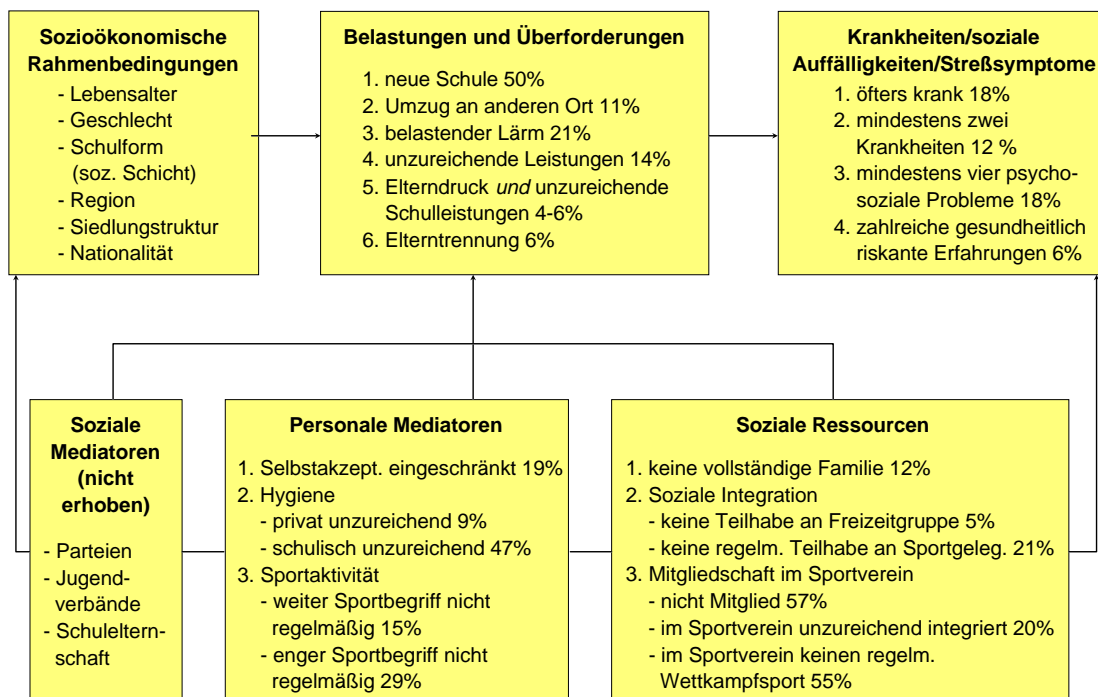 Sozioökonomische
Rahmenbedingungen
- Lebensalter
- Geschlecht
- Schulform
(soz. Schicht)
- Region
- Siedlungstruktur
- Nationalität
Belastungen und Überforderungen
1. neue Schule 50%
2. Umzug an anderen Ort 11%
3. belastender Lärm 21%
4. unzureichende Leistungen 14%
5. Elterndruck und unzureichende
Schulleistungen 4-6%
6. Elterntrennung 6%
Krankheiten/soziale
Auffälligkeiten/Streßsymptome
1. öfters krank 18%
2. mindestens zwei
Krankheiten 12 %
3. mindestens vier psycho-
soziale Probleme 18%
4. zahlreiche gesundheitlich
riskante Erfahrungen 6%
Soziale
Mediatoren
(nicht
erhoben)
- Parteien
- Jugend-
verbände
- Schuleltern-
schaft
Personale Mediatoren
1. Selbstakzept. eingeschränkt 19%
2. Hygiene
- privat unzureichend 9%
- schulisch unzureichend 47%
3. Sportaktivität
- weiter Sportbegriff nicht
regelmäßig 15%
- enger Sportbegriff nicht
regelmäßig 29%
Soziale Ressourcen
1. keine vollständige Familie 12%
2. Soziale Integration
- keine Teilhabe an Freizeitgruppe 5%
- keine regelm. Teilhabe an Sportgeleg. 21%
3. Mitgliedschaft im Sportverein
- nicht Mitglied 57%
- im Sportverein unzureichend integriert 20%
- im Sportverein keinen regelm.
Wettkampfsport 55%